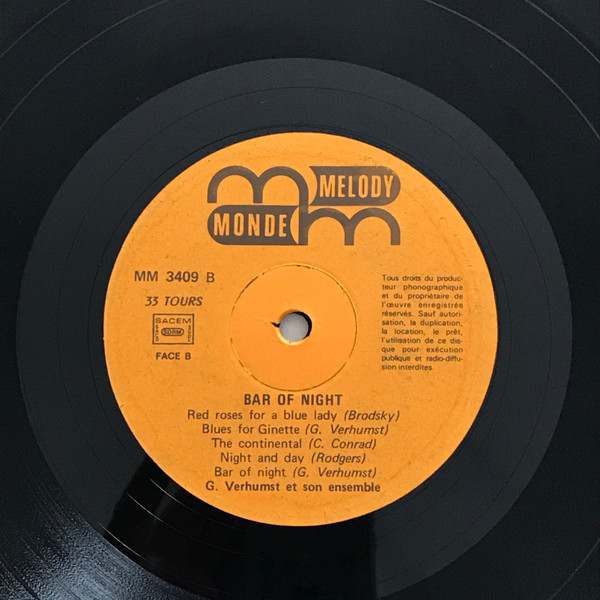 MELODY
MONDE
MM 3409 B
33 TOURS
SACEM
FACE B
Tous droits du produc-
teur phonographique
et du propriétaire de
l'œuvre enregistrée
réservés. Sauf autori-
sation, la duplication,
la location, le prêt,
l'utilisation de ce dis-
que pour exécution
publique et radio-diffu-
sion interdites.
BAR OF NIGHT
Red roses for a blue lady (Brodsky)
Blues for Ginette (G. Verhumst)
The continental (C. Conrad)
Night and day (Rodgers)
Bar of night (G. Verhumst)
G. Verhumst et son ensemble